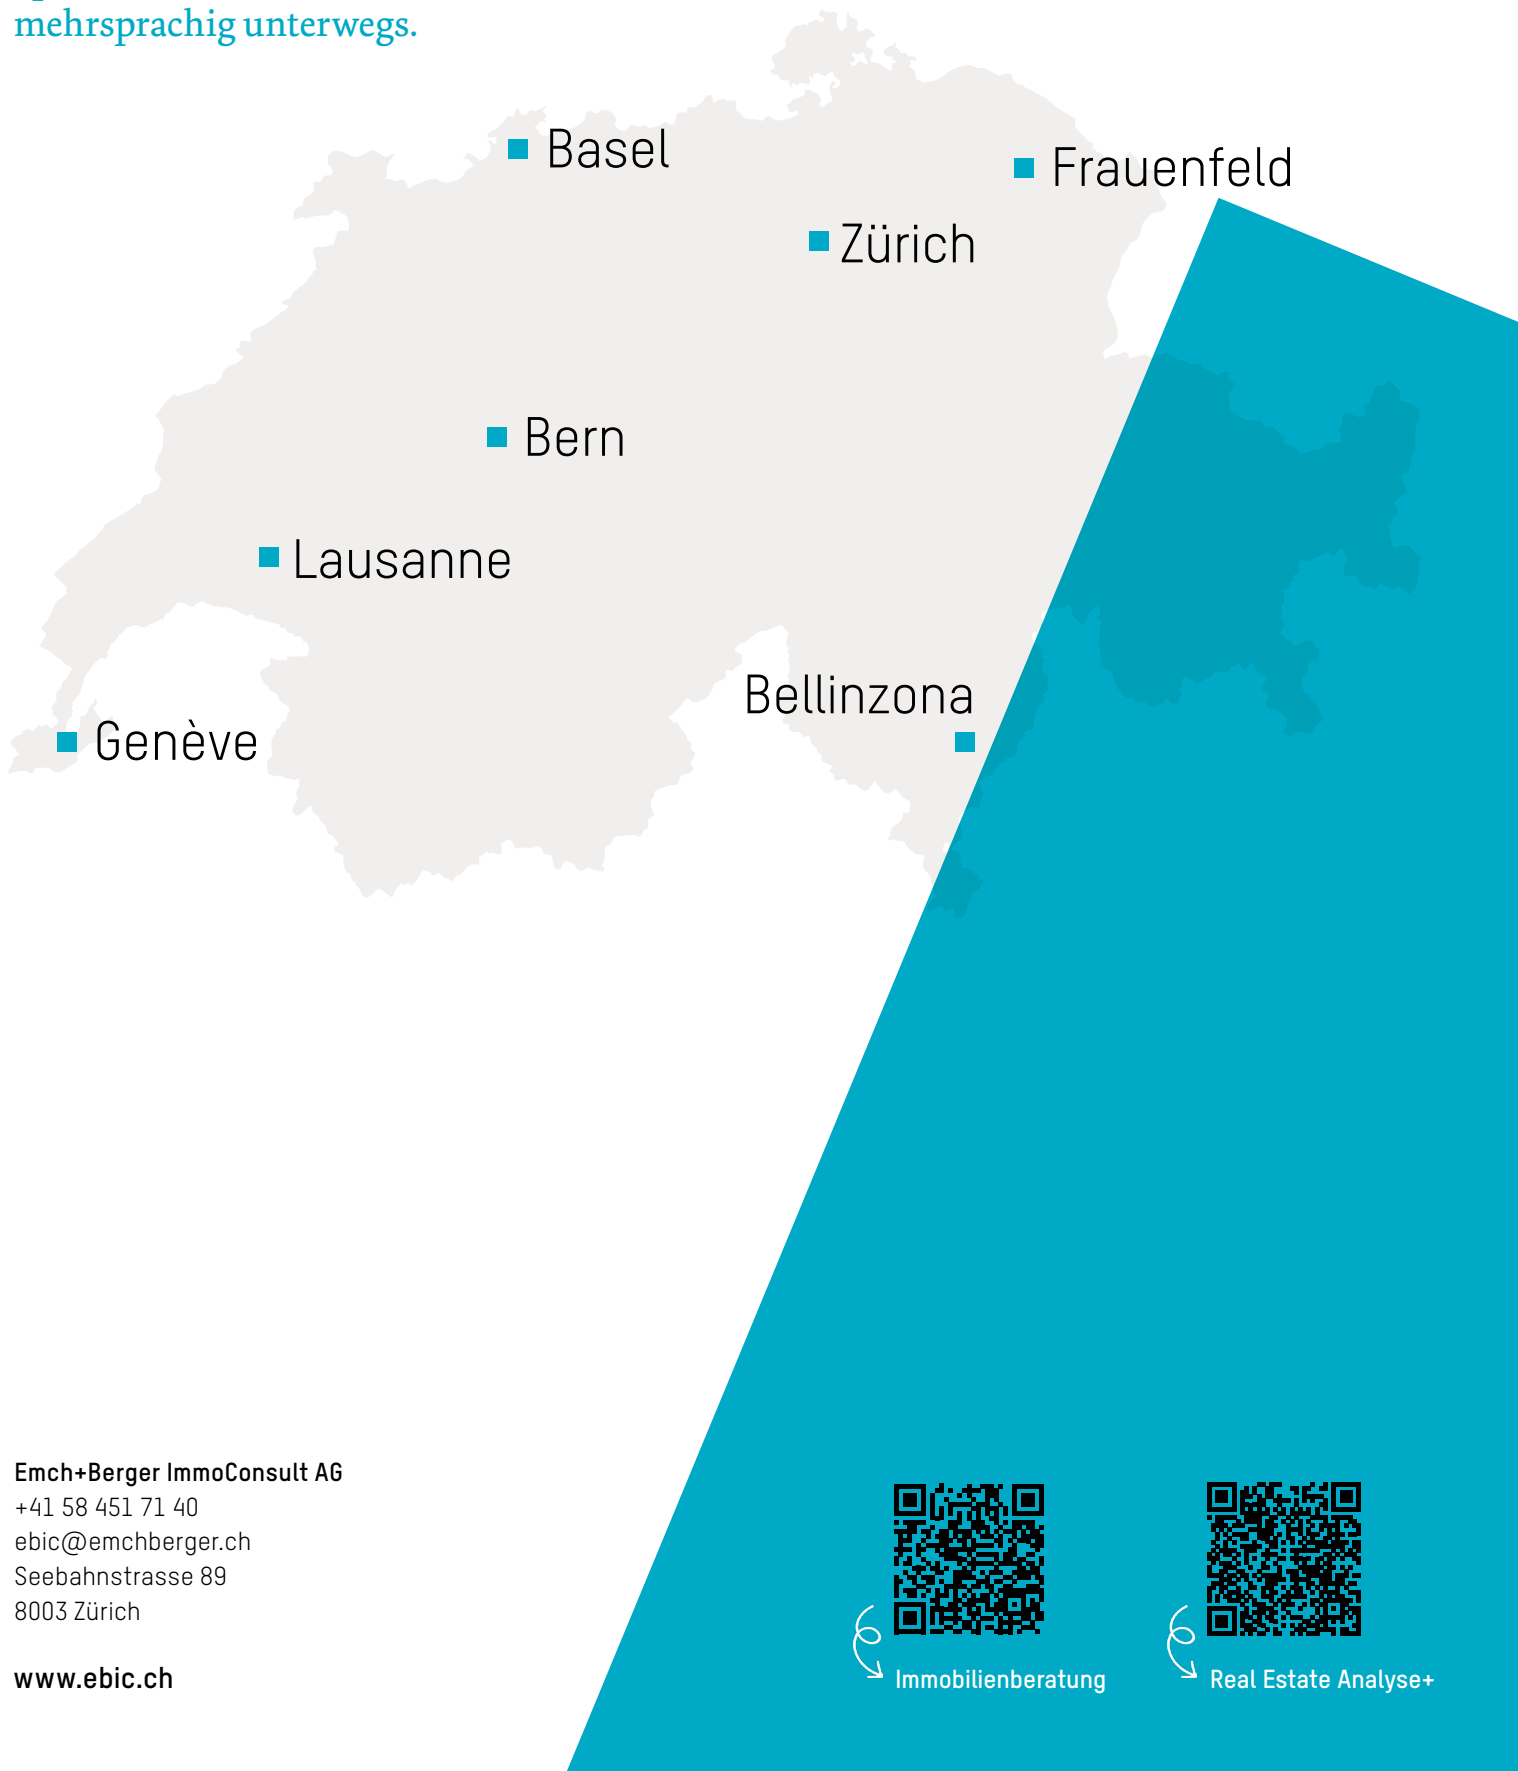 mehrsprachig unterwegs.
Basel
Frauenfeld
Zürich
Bern
Lausanne
Bellinzona
Genève
Emch+Berger ImmoConsult AG
+41 58 451 71 40
ebic@emchberger.ch
Seebahnstrasse 89
8003 Zürich
www.ebic.ch
Immobilienberatung
Real Estate Analyse+